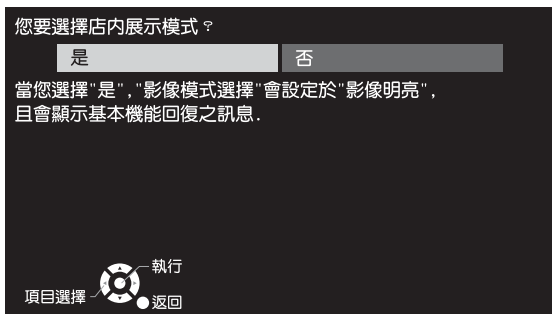 您要選擇店内展示模式？
是 否
當您選擇"是","影像模式選擇"會設定於"影像明亮",
且會顯示基本機能回復之訊息.
執行
項目選擇
返回